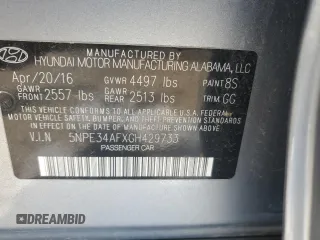 MANUFACTURED BY
HYUNDAI MOTOR MANUFACTURING ALABAMA, LLC
Apr/20/16 GVWR 4497 lbs PAINT 8S
GAWR FRONT 2557 lbs GAWR REAR 2513 lbs TRIM GG
THIS VEHICLE CONFORMS TO ALL APPLICABLE U.S. FEDERAL
MOTOR VEHICLE SAFETY, BUMPER, AND THEFT PREVENTION
STANDARDS IN EFFECT ON THE DATE OF MANUFACTURE SHOWN ABOVE.
V.I.N 5NPE34AFXGH429733
PASSENGER CAR
DREAMBID